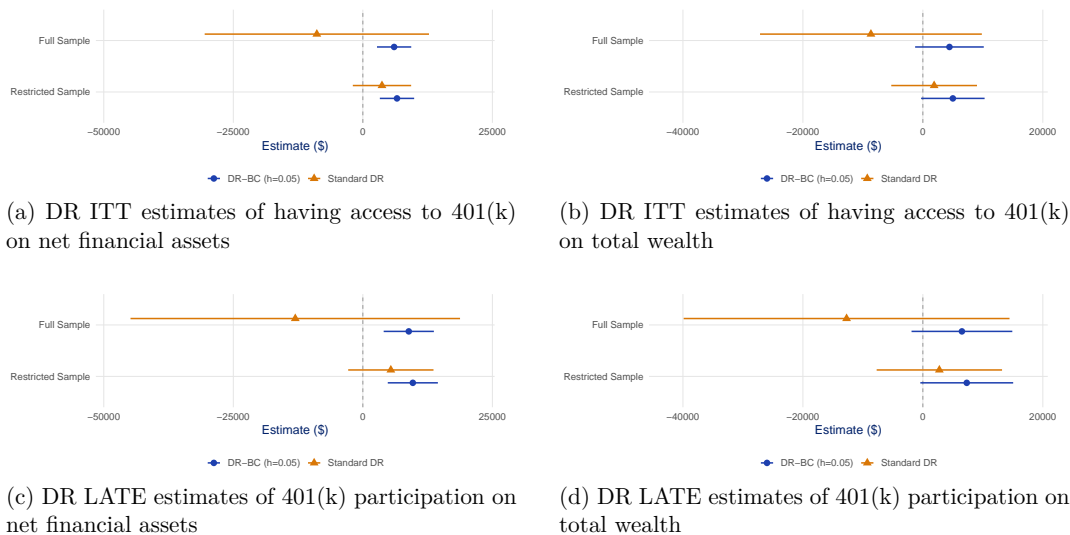 Full Sample
Restricted Sample
−50000 −25000 0 25000
Estimate ($)
DR−BC (h=0.05) Standard DR
(a) DR ITT estimates of having access to 401(k)
on net financial assets
Full Sample
Restricted Sample
−40000 −20000 0 20000
Estimate ($)
DR−BC (h=0.05) Standard DR
(b) DR ITT estimates of having access to 401(k)
on total wealth
Full Sample
Restricted Sample
−50000 −25000 0 25000
Estimate ($)
DR−BC (h=0.05) Standard DR
(c) DR LATE estimates of 401(k) participation on
net financial assets
Full Sample
Restricted Sample
−40000 −20000 0 20000
Estimate ($)
DR−BC (h=0.05) Standard DR
(d) DR LATE estimates of 401(k) participation on
total wealth